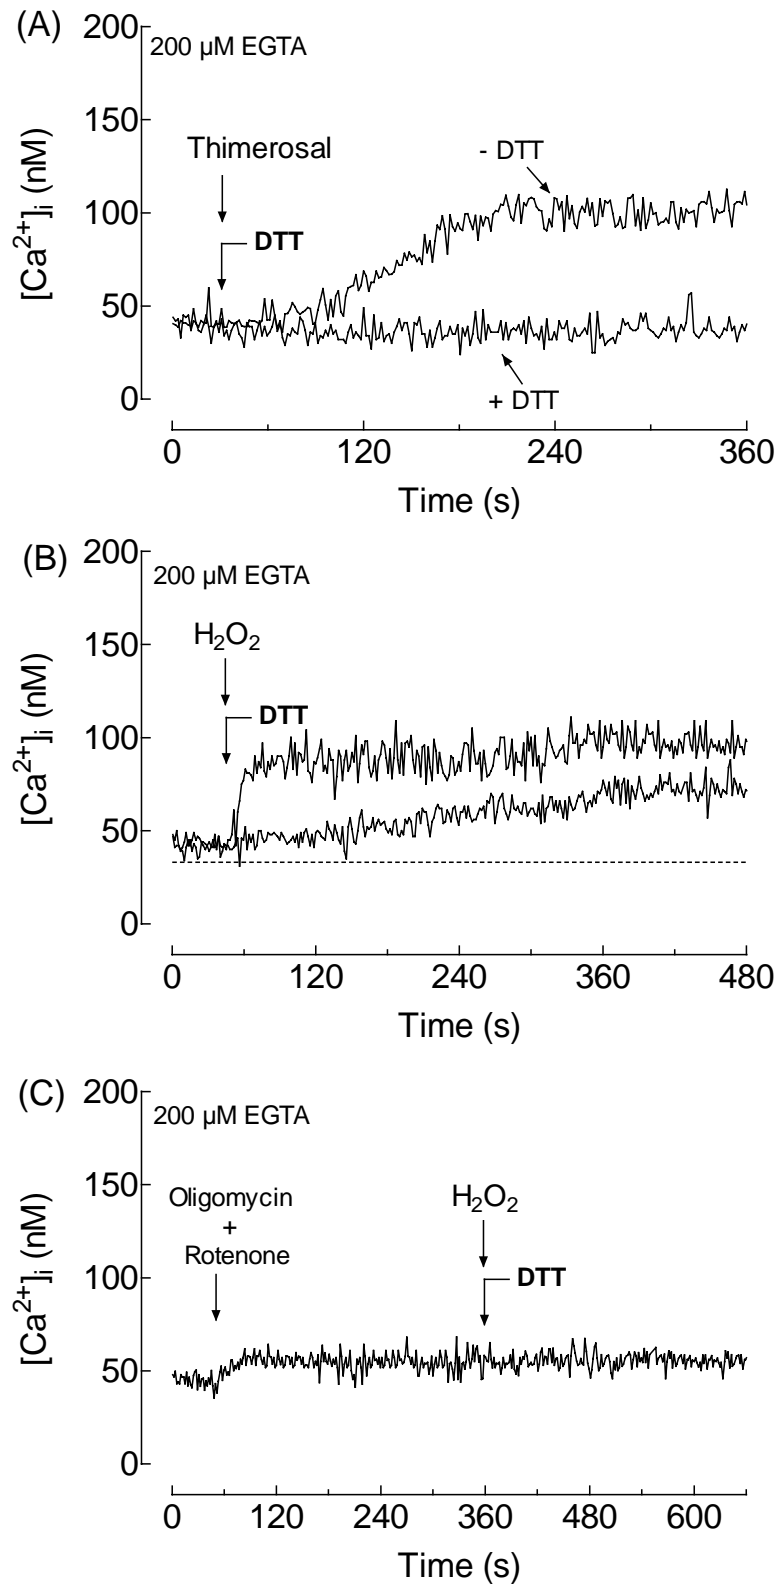 (A)
200
200 µM EGTA
150
Thimerosal
- DTT
100
DTT
50
+ DTT
0
[Ca²⁺]ᵢ (nM)
0 120 240 360
Time (s)
(B)
200
200 µM EGTA
H₂O₂
150
DTT
100
50
0
[Ca²⁺]ᵢ (nM)
0 120 240 360 480
Time (s)
(C)
200
200 µM EGTA
150
Oligomycin
+
Rotenone
H₂O₂
100
DTT
50
0
[Ca²⁺]ᵢ (nM)
0 120 240 360 480 600
Time (s)